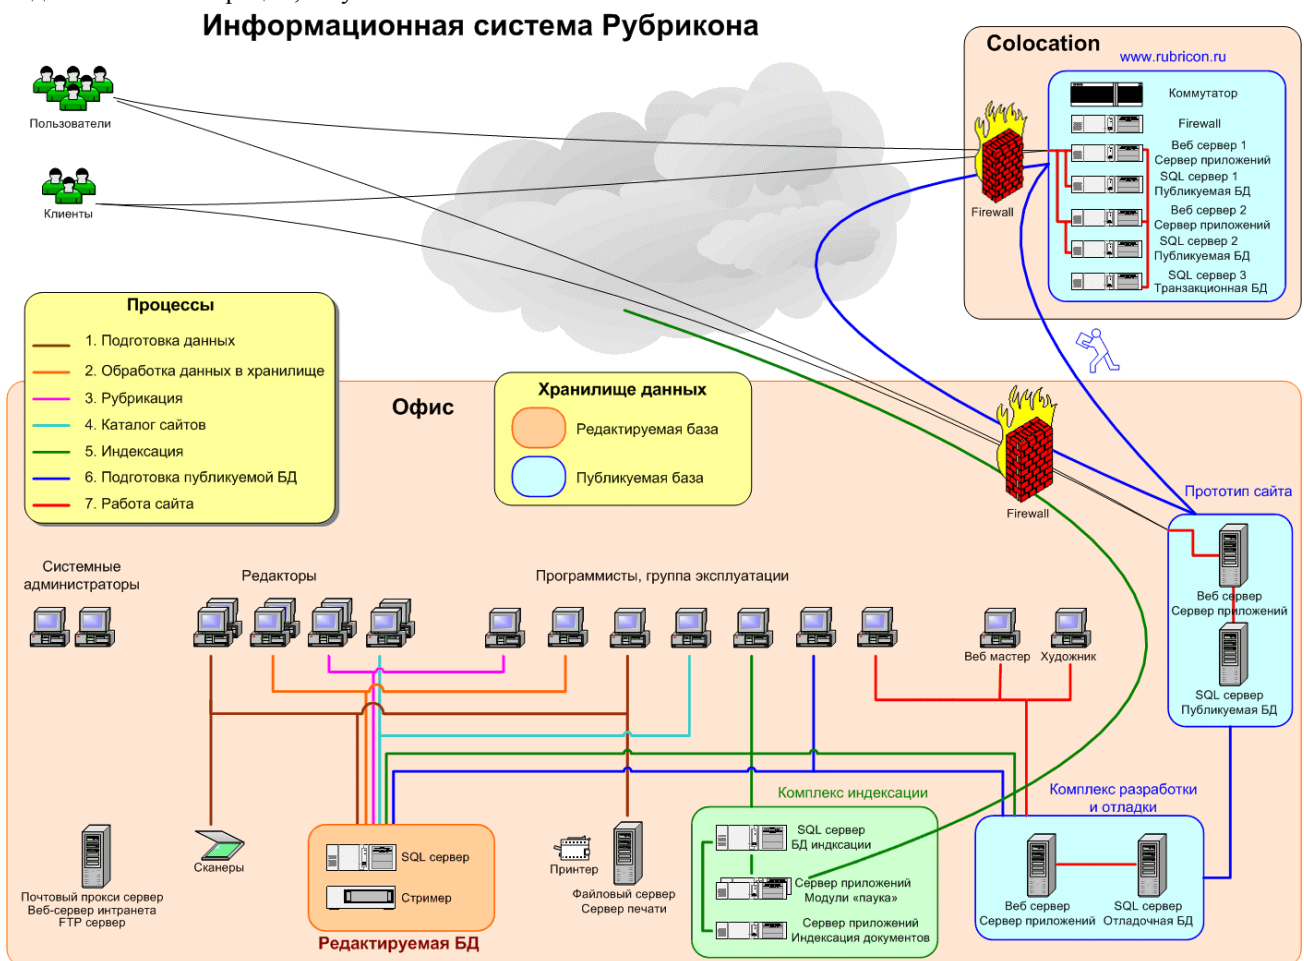 Информационная система Рубрикона
Colocation
www.rubricon.ru
Коммутатор
Firewall
Веб сервер 1
Сервер приложений
SQL сервер 1
Публикуемая БД
Веб сервер 2
Сервер приложений
SQL сервер 2
Публикуемая БД
SQL сервер 3
Транзакционная БД
Firewall
Пользователи
Клиенты
Процессы
1. Подготовка данных
2. Обработка данных в хранилище
3. Рубрикация
4. Каталог сайтов
5. Индексация
6. Подготовка публикуемой БД
7. Работа сайта
Офис
Хранилище данных
Редактируемая база
Публикуемая база
Firewall
Прототип сайта
Веб сервер
Сервер приложений
SQL сервер
Публикуемая БД
Системные
администраторы
Редакторы
Программисты, группа эксплуатации
Веб мастер
Художник
Почтовый прокси сервер
Веб-сервер интранета
FTP сервер
Сканеры
SQL сервер
Стример
Редактируемая БД
Принтер
Файловый сервер
Сервер печати
Комплекс индексации
SQL сервер
БД индксации
Сервер приложений
Модули «паука»
Сервер приложений
Индексация документов
Комплекс разработки
и отладки
Веб сервер
Сервер приложений
SQL сервер
Отладочная БД